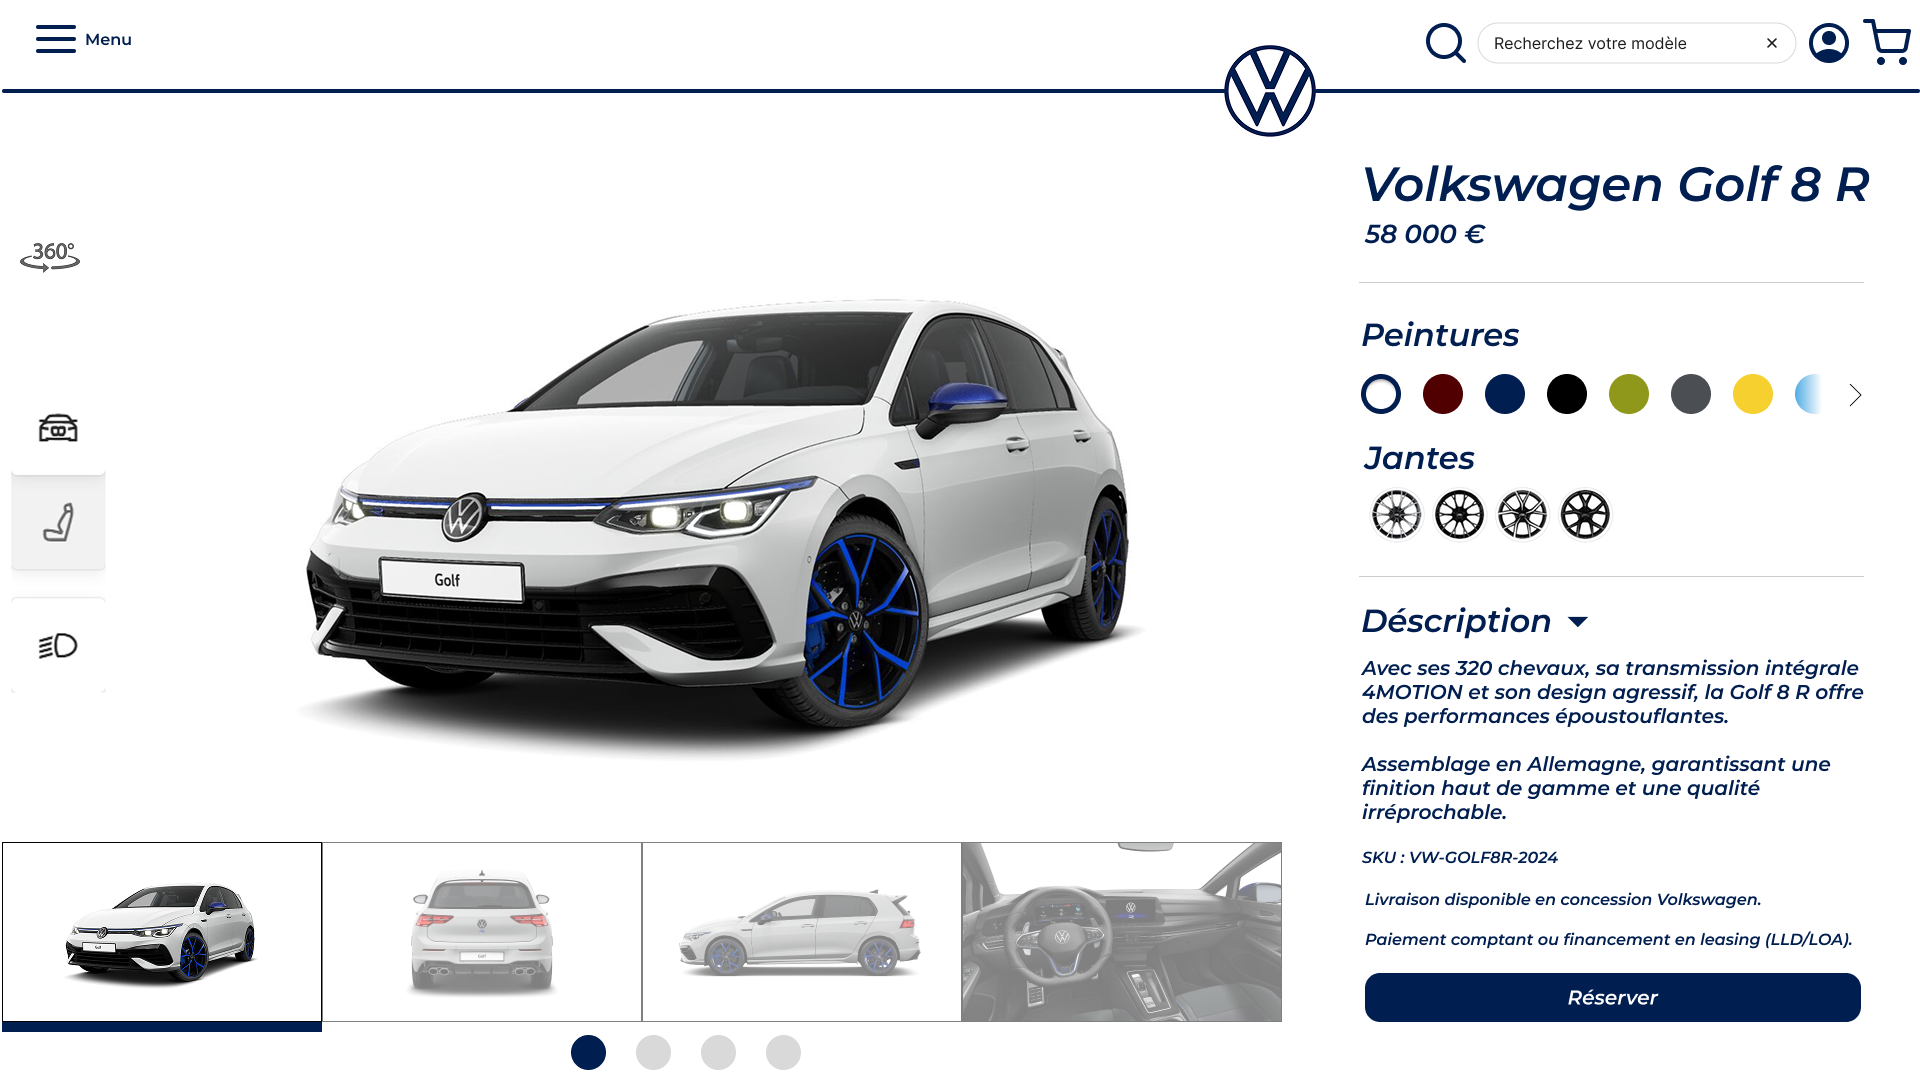 Menu
Recherchez votre modèle
Volkswagen Golf 8 R
58 000 €
360°
Peintures
Jantes
Golf
Déscription
Avec ses 320 chevaux, sa transmission intégrale
4MOTION et son design agressif, la Golf 8 R offre
des performances époustouflantes.
Assemblage en Allemagne, garantissant une
finition haut de gamme et une qualité
irréprochable.
SKU : VW-GOLF8R-2024
Livraison disponible en concession Volkswagen.
Paiement comptant ou financement en leasing (LLD/LOA).
Réserver
Golf
Golf